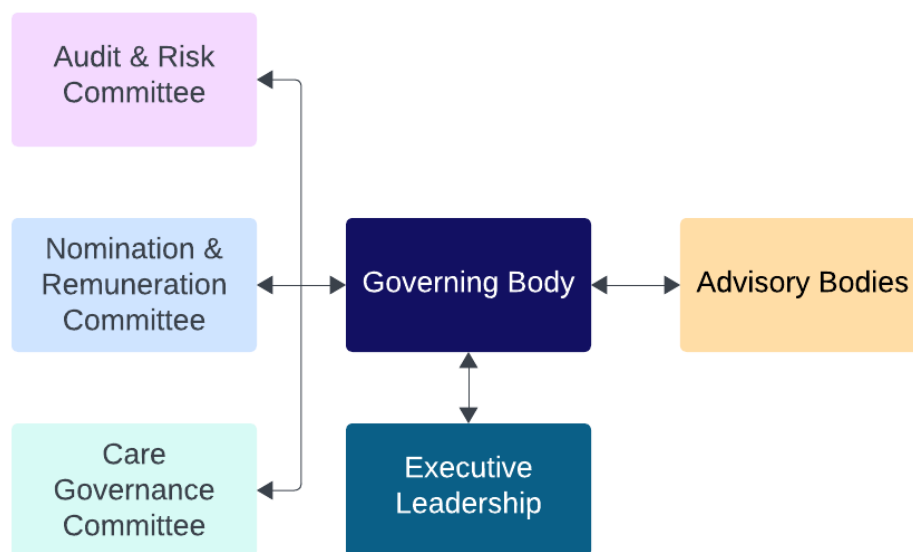 Audit & Risk
Committee
Nomination &
Remuneration
Committee
Governing Body
Advisory Bodies
Care
Governance
Committee
Executive
Leadership